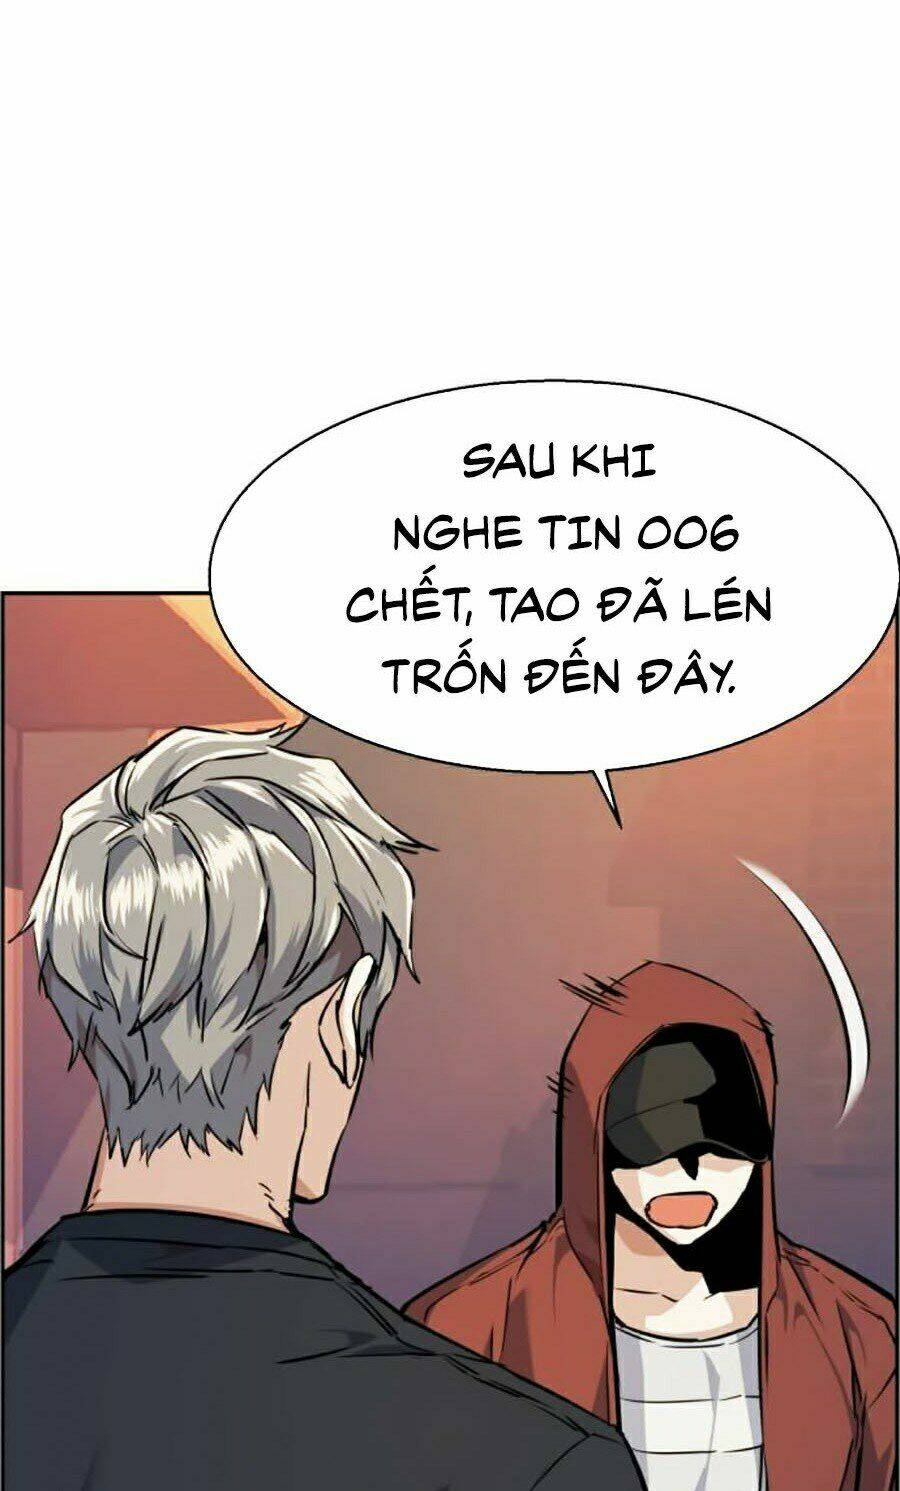 SAU KHI
NGHE TIN 006
CHẾT, TAO ĐÃ LÉN
TRỐN ĐẾN ĐÂY.